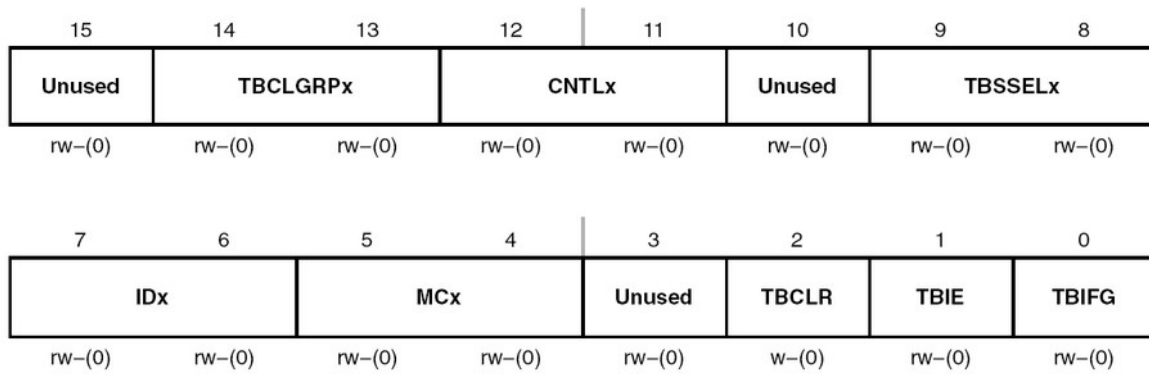 15 14 13 12 11 10 9 8
Unused TBCLGRPx CNTLx Unused TBSSELx
rw−(0) rw−(0) rw−(0) rw−(0) rw−(0) rw−(0) rw−(0) rw−(0)
7 6 5 4 3 2 1 0
IDx MCx Unused TBCLR TBIE TBIFG
rw−(0) rw−(0) rw−(0) rw−(0) rw−(0) w−(0) rw−(0) rw−(0)